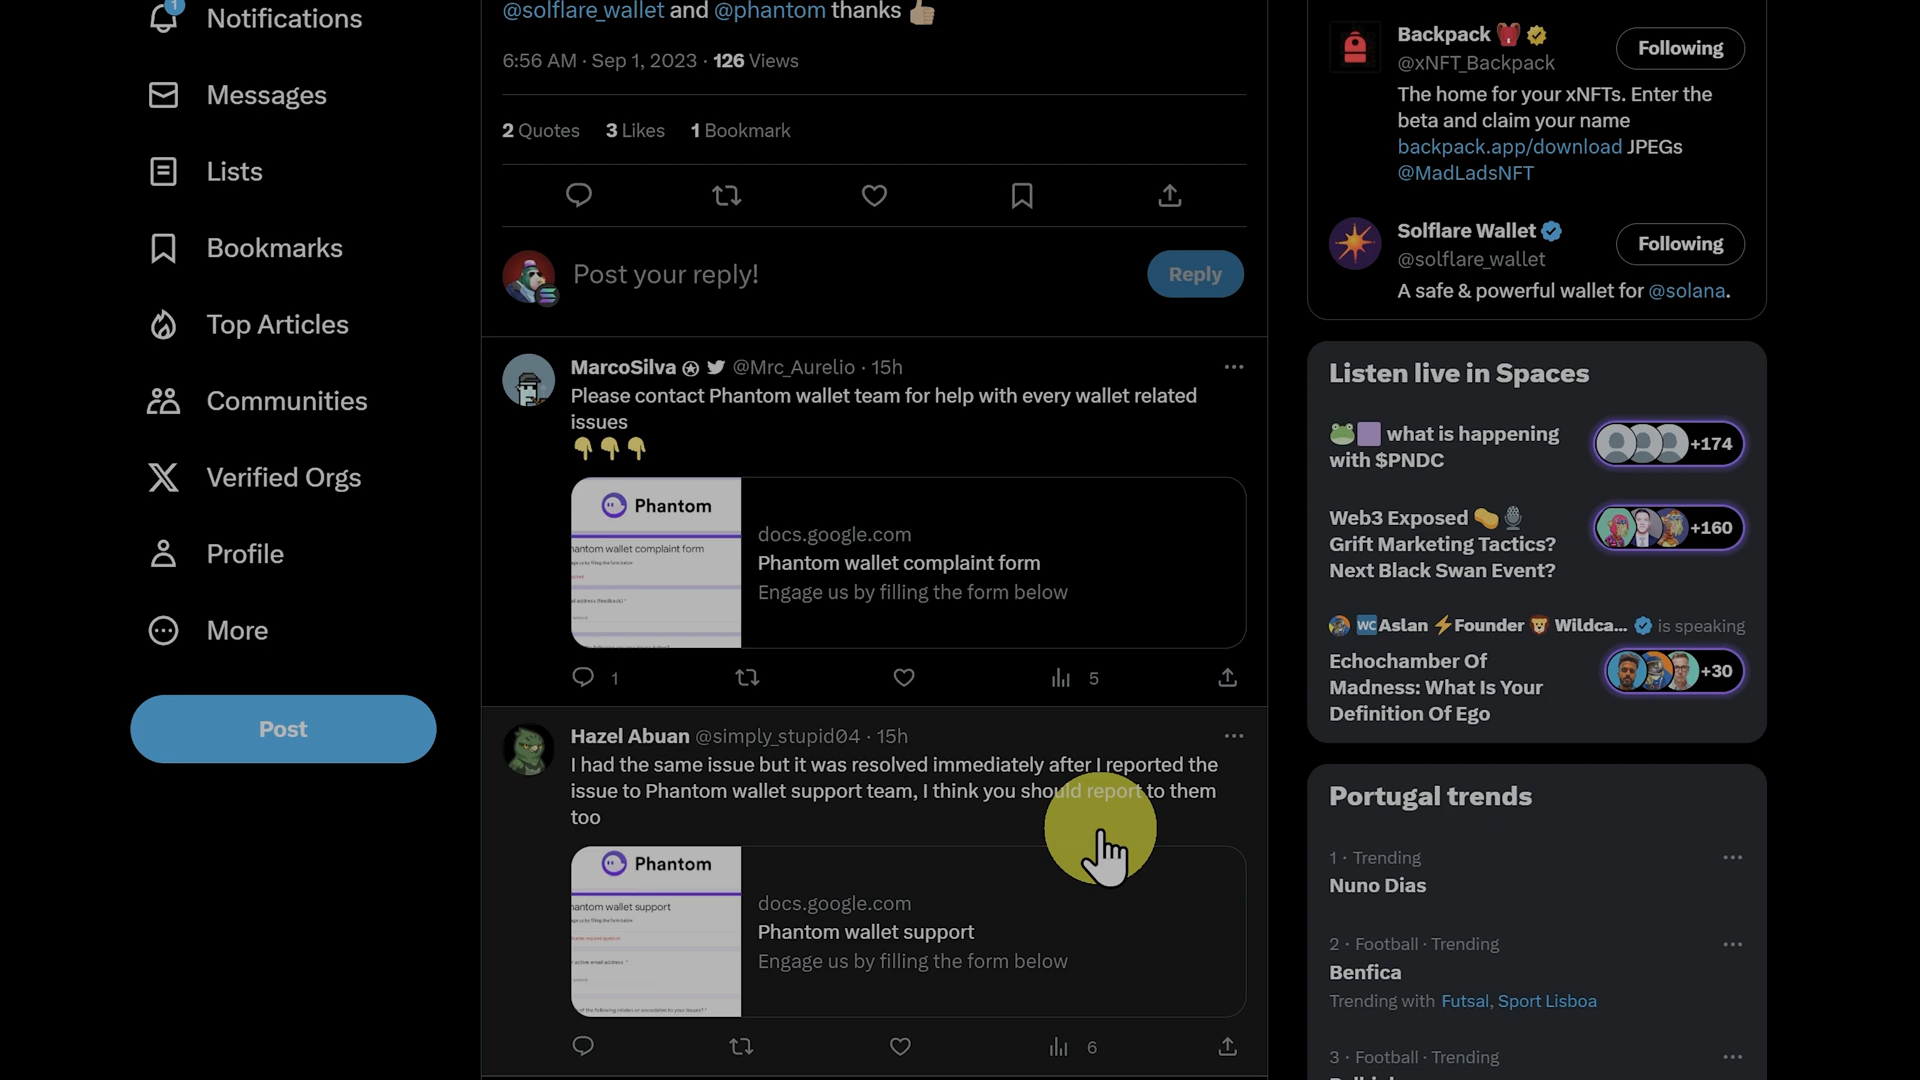 1
Notifications
Messages
Lists
Bookmarks
Top Articles
Communities
Verified Orgs
Profile
More
Post
@solflare_wallet and @phantom thanks 👍🏼
6:56 AM · Sep 1, 2023 · 126 Views
2 Quotes 3 Likes 1 Bookmark
Post your reply!
Reply
MarcoSilva @Mrc_Aurelio · 15h
Please contact Phantom wallet team for help with every wallet related
issues
👇👇👇
Phantom
hantom wallet complaint form
docs.google.com
Phantom wallet complaint form
Engage us by filling the form below
1
5
Hazel Abuan @simply_stupid04 · 15h
I had the same issue but it was resolved immediately after I reported the
issue to Phantom wallet support team, I think you should report to them
too
Phantom
hantom wallet support
docs.google.com
Phantom wallet support
Engage us by filling the form below
6
Backpack 🎒
@xNFT_Backpack
Following
The home for your xNFTs. Enter the
beta and claim your name
backpack.app/download JPEGs
@MadLadsNFT
Solflare Wallet
@solflare_wallet
Following
A safe & powerful wallet for @solana.
Listen live in Spaces
🐸🟪 what is happening
with $PNDC
+174
Web3 Exposed 🧽🎙️
Grift Marketing Tactics?
Next Black Swan Event?
+160
WC Aslan ⚡Founder 🦁 Wildca... is speaking
Echochamber Of
Madness: What Is Your
Definition Of Ego
+30
Portugal trends
1 · Trending
Nuno Dias
2 · Football · Trending
Benfica
Trending with Futsal, Sport Lisboa
3 · Football · Trending